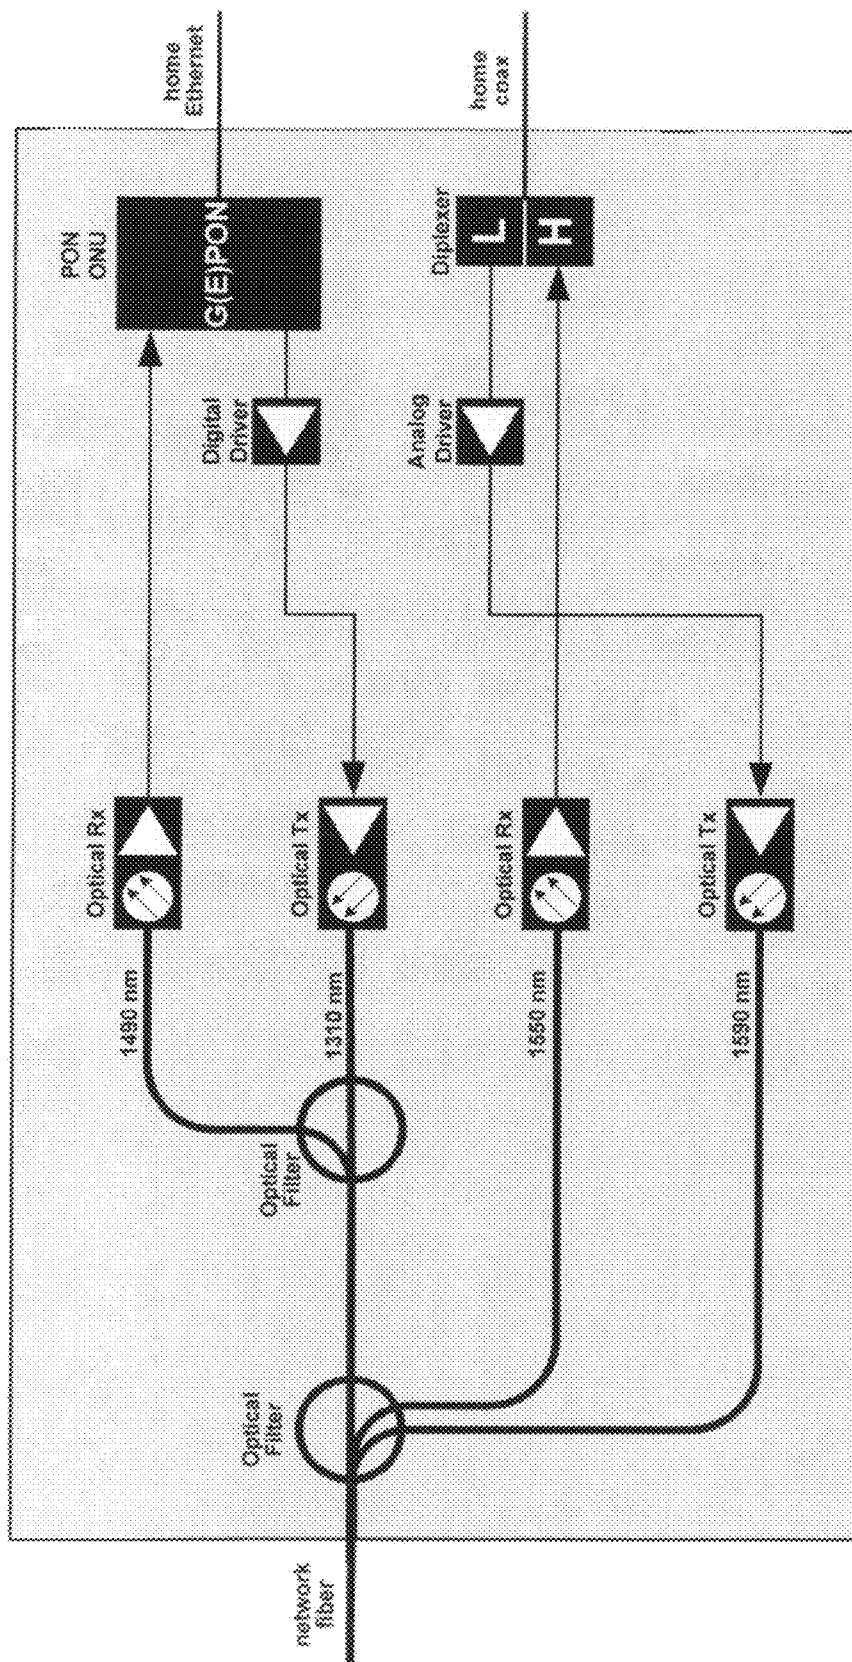 network
fiber
Optical
Filter
Optical
Filter
1490 nm
Optical Rx
1310 nm
Optical Tx
1550 nm
Optical Rx
1590 nm
Optical Tx
Digital
Driver
Analog
Driver
PON
ONU
G(E)PON
Diplexer
L
H
home
Ethernet
home
coax